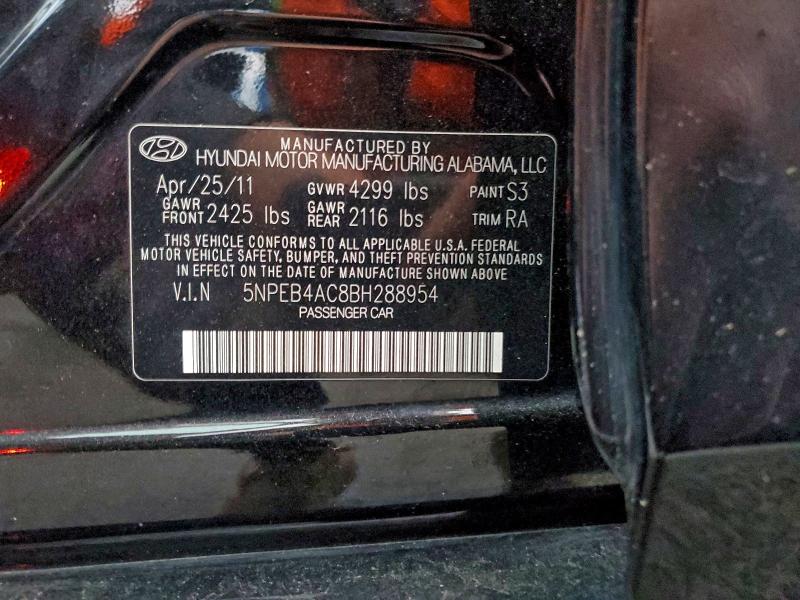 MANUFACTURED BY
HYUNDAI MOTOR MANUFACTURING ALABAMA, LLC
Apr/25/11 GVWR 4299 lbs PAINT S3
GAWR FRONT 2425 lbs GAWR REAR 2116 lbs TRIM RA
THIS VEHICLE CONFORMS TO ALL APPLICABLE U.S.A. FEDERAL
MOTOR VEHICLE SAFETY, BUMPER, AND THEFT PREVENTION STANDARDS
IN EFFECT ON THE DATE OF MANUFACTURE SHOWN ABOVE
V.I.N 5NPEB4AC8BH288954
PASSENGER CAR